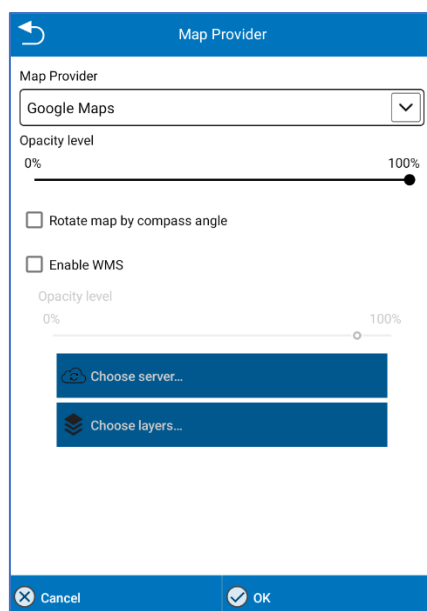 Map Provider
Map Provider
Google Maps
Opacity level
0% 100%
Rotate map by compass angle
Enable WMS
Opacity level
0% 100%
Choose server...
Choose layers...
Cancel OK